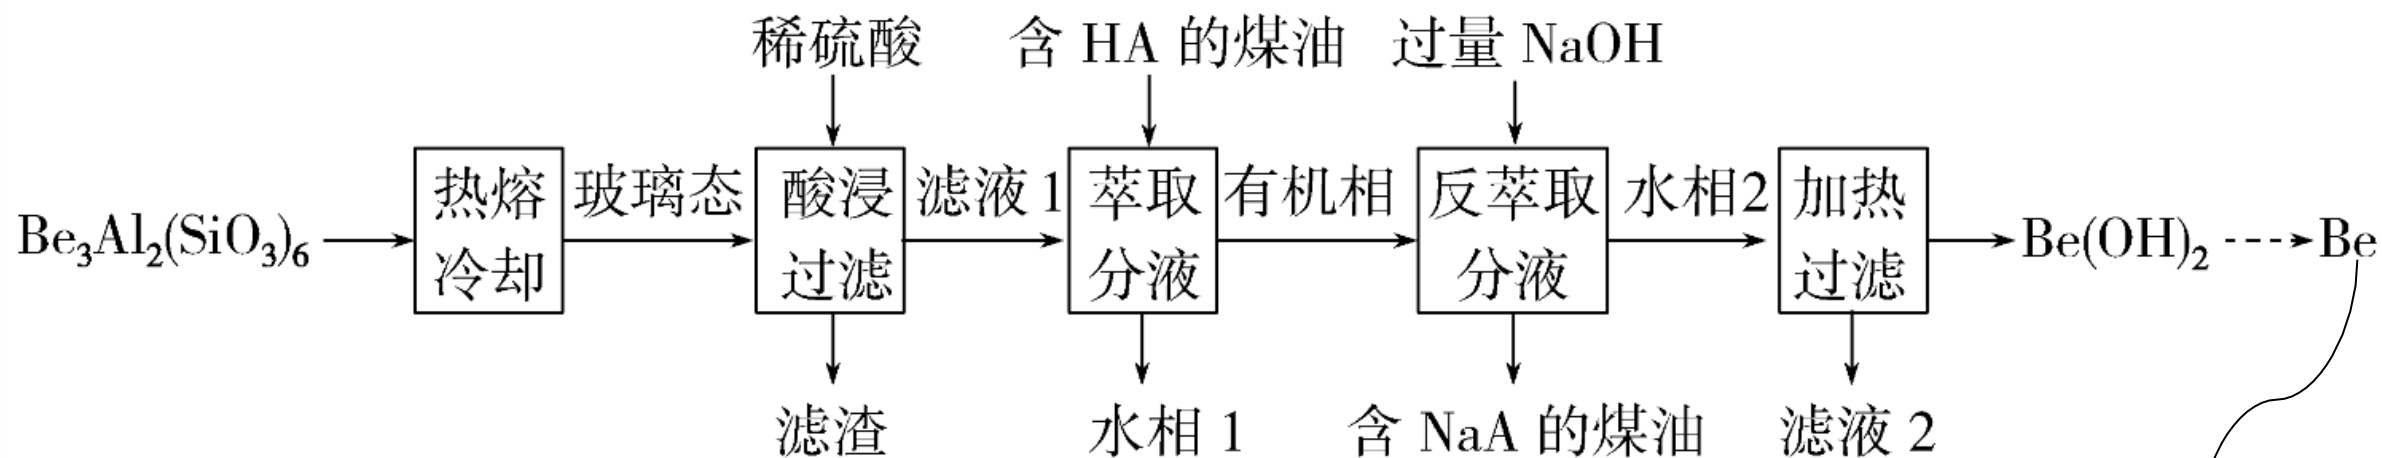 稀硫酸 含 HA 的煤油 过量 NaOH
Be₃Al₂(SiO₃)₆ 热熔冷却 玻璃态 酸浸过滤 滤液 1 萃取分液 有机相 反萃取分液 水相2 加热过滤 Be(OH)₂ Be
滤渣 水相 1 含 NaA 的煤油 滤液 2